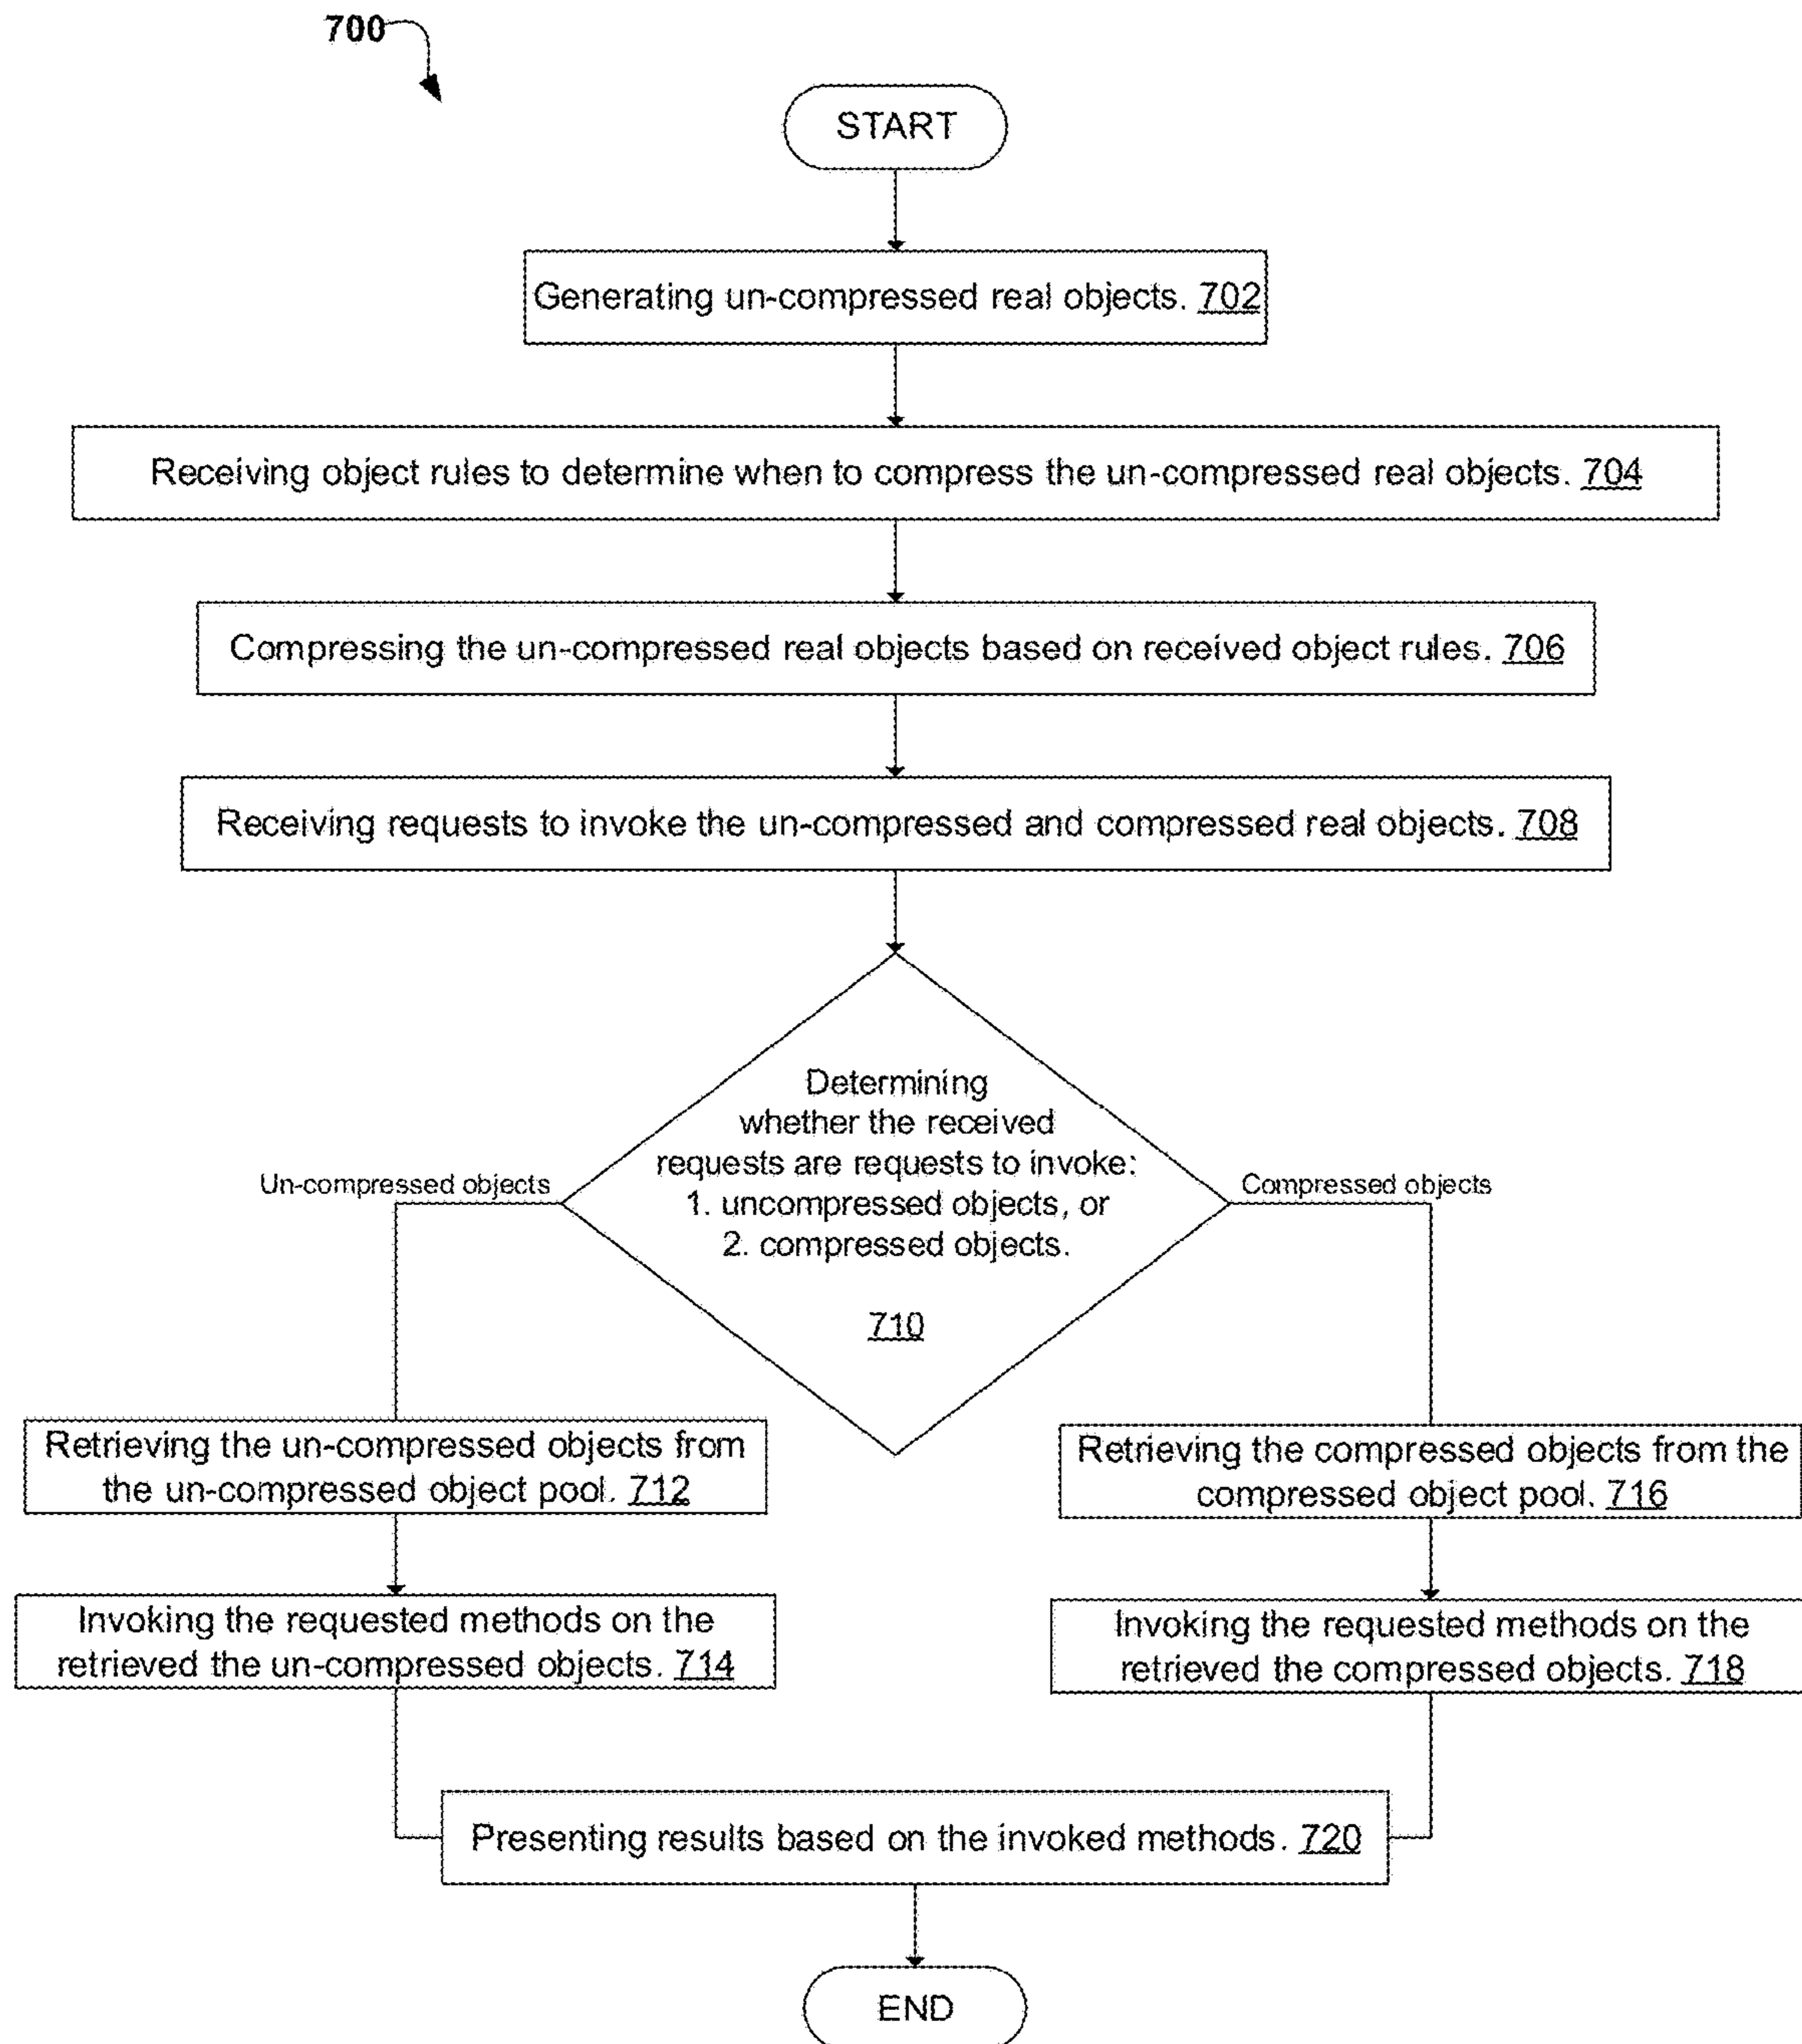 700
START
Generating un-compressed real objects. 702
Receiving object rules to determine when to compress the un-compressed real objects. 704
Compressing the un-compressed real objects based on received object rules. 706
Receiving requests to invoke the un-compressed and compressed real objects. 708
Determining
whether the received
requests are requests to invoke:
1. uncompressed objects, or
2. compressed objects.
710
Un-compressed objects
Compressed objects
Retrieving the un-compressed objects from
the un-compressed object pool. 712
Invoking the requested methods on the
retrieved the un-compressed objects. 714
Retrieving the compressed objects from the
compressed object pool. 716
Invoking the requested methods on the
retrieved the compressed objects. 718
Presenting results based on the invoked methods. 720
END